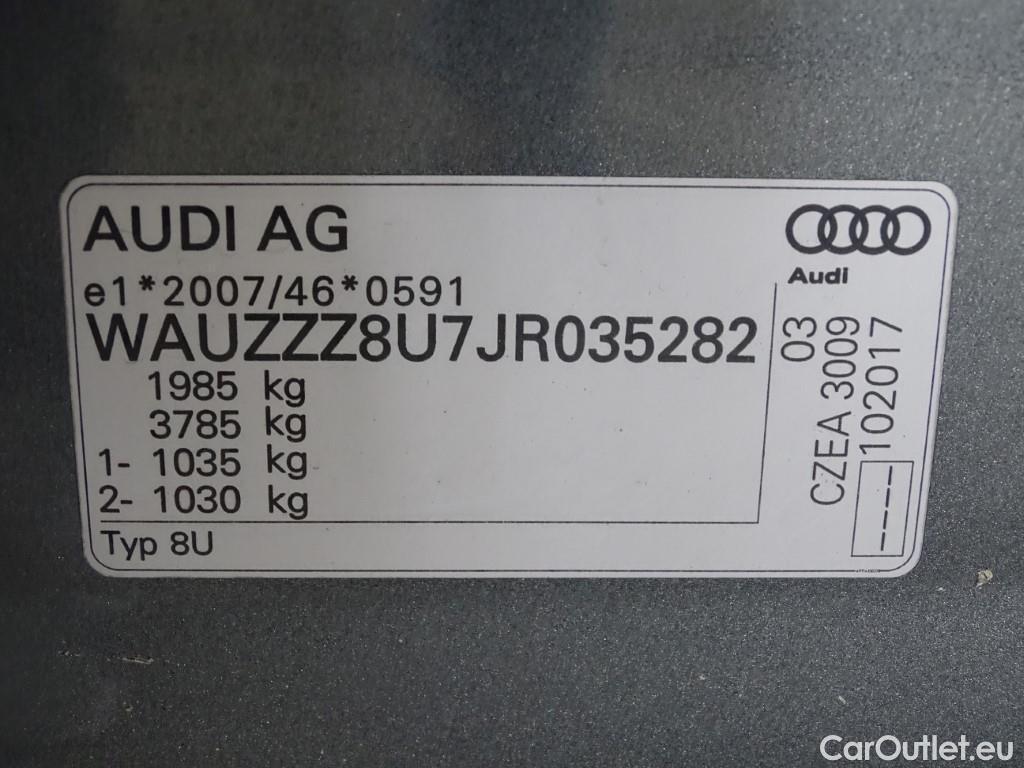 AUDI AG
Audi
e1*2007/46*0591
WAUZZZ8U7JR035282
1985 kg
3785 kg
1- 1035 kg
2- 1030 kg
Typ 8U
03
CZEA 3009
---- 102017
CarOutlet.eu